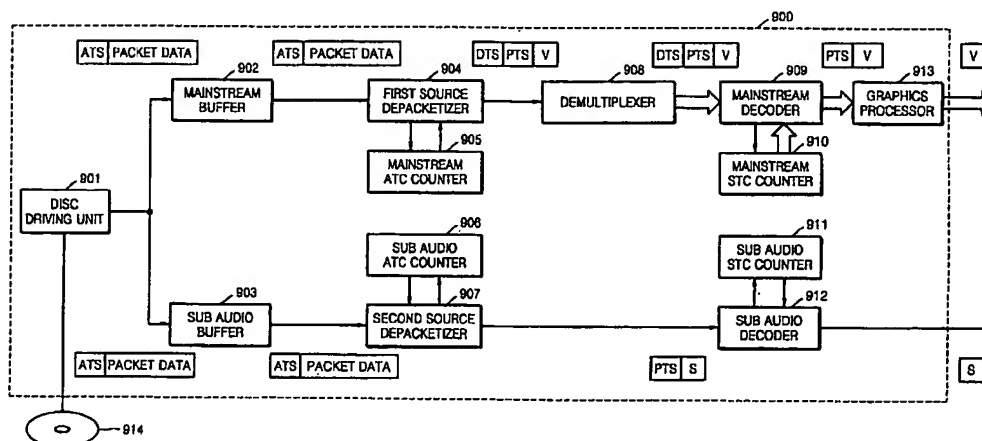 900
ATS PACKET DATA
ATS PACKET DATA
DTS PTS V
DTS PTS V
PTS V
V
902
MAINSTREAM
BUFFER
904
FIRST SOURCE
DEPACKETIZER
908
DEMULTIPLEXER
909
MAINSTREAM
DECODER
913
GRAPHICS
PROCESSOR
905
MAINSTREAM
ATC COUNTER
910
MAINSTREAM
STC COUNTER
901
DISC
DRIVING UNIT
906
SUB AUDIO
ATC COUNTER
911
SUB AUDIO
STC COUNTER
903
SUB AUDIO
BUFFER
907
SECOND SOURCE
DEPACKETIZER
912
SUB AUDIO
DECODER
ATS PACKET DATA
ATS PACKET DATA
PTS S
S
914